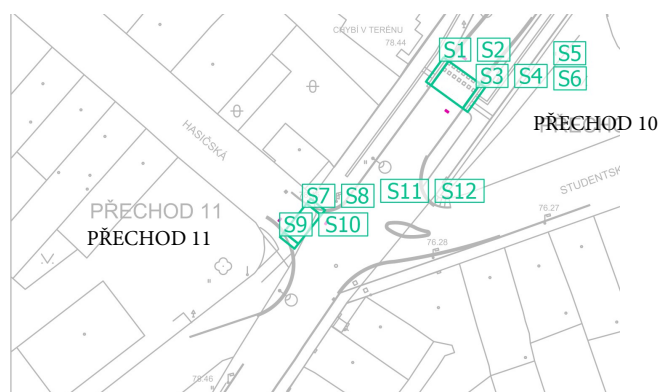 CHYBÍ V TERÉNU
78.44
S1 S2 S5
S3 S4 S6
PŘECHOD 10
HASIČSKÁ
STUDENTSK
S7 S8 S11 S12
PŘECHOD 11
76.27
S9 S10
PŘECHOD 11
76.28
78.46